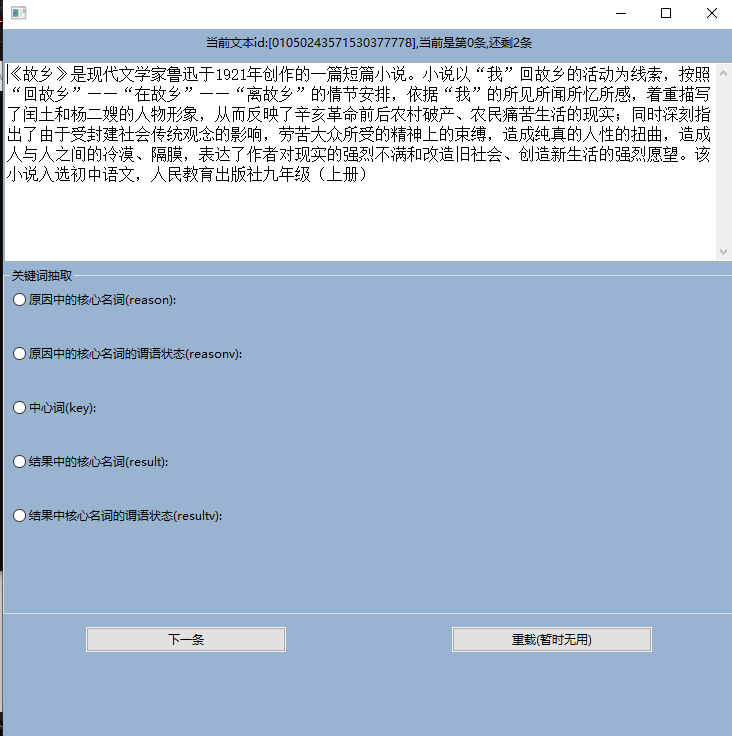 当前文本id:[01050243571530377778],当前是第0条,还剩2条
《故乡》是现代文学家鲁迅于1921年创作的一篇短篇小说。小说以“我”回故乡的活动为线索，按照
“回故乡”——“在故乡”——“离故乡”的情节安排，依据“我”的所见所闻所忆所感，着重描写
了闰土和杨二嫂的人物形象，从而反映了辛亥革命前后农村破产、农民痛苦生活的现实；同时深刻指
出了由于受封建社会传统观念的影响，劳苦大众所受的精神上的束缚，造成纯真的人性的扭曲，造成
人与人之间的冷漠、隔膜，表达了作者对现实的强烈不满和改造旧社会、创造新生活的强烈愿望。该
小说入选初中语文，人民教育出版社九年级（上册）
关键词抽取
原因中的核心名词(reason):
原因中的核心名词的谓语状态(reasonv):
中心词(key):
结果中的核心名词(result):
结果中核心名词的谓语状态(resultv):
下一条
重载(暂时无用)